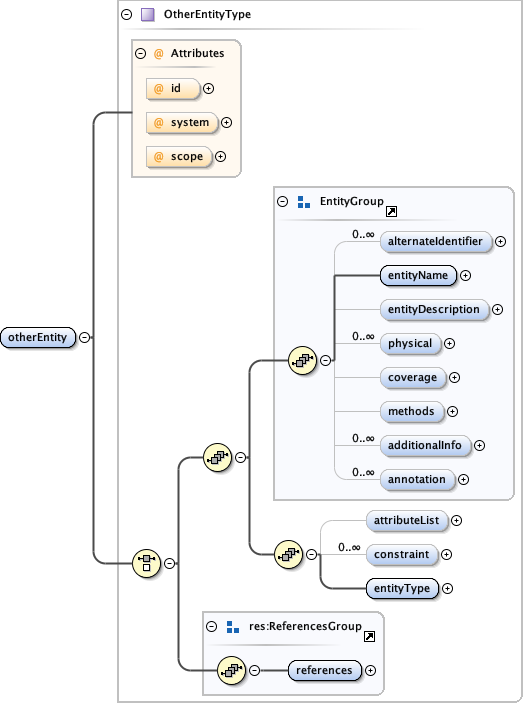 OtherEntityType
@ Attributes
@ id
@ system
@ scope
EntityGroup
0..∞ alternateIdentifier
entityName
entityDescription
0..∞ physical
coverage
methods
0..∞ additionalInfo
0..∞ annotation
otherEntity
attributeList
0..∞ constraint
entityType
res:ReferencesGroup
references